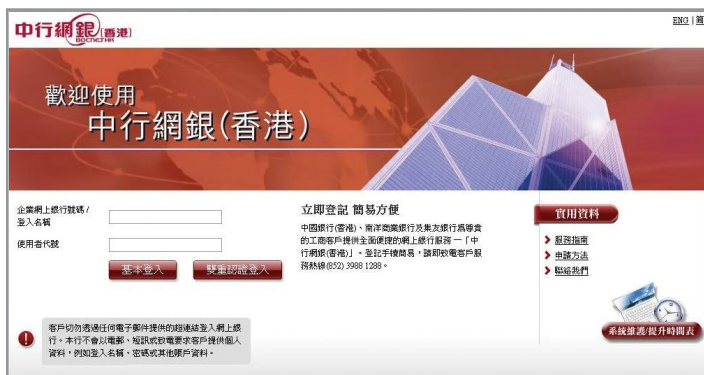 中行網銀(香港)
BOCNET HK
ENG | 簡
歡迎使用
中行網銀(香港)
企業網上銀行號碼 /
登入名稱
使用者代號
基本登入
雙重認證登入
立即登記 簡易方便
中國銀行(香港)、南洋商業銀行及集友銀行為尊貴
的工商客戶提供全面便捷的網上銀行服務 —「中
行網銀(香港)」。登記手續簡易，請即致電客戶服
務熱線(852) 3988 1288。
實用資料
服務指南
申請方法
聯絡我們
系統維護/提升時間表
客戶切勿透過任何電子郵件提供的超連結登入網上銀
行。本行不會以電郵、短訊或致電要求客戶提供個人
資料，例如登入名稱、密碼或其他賬戶資料。